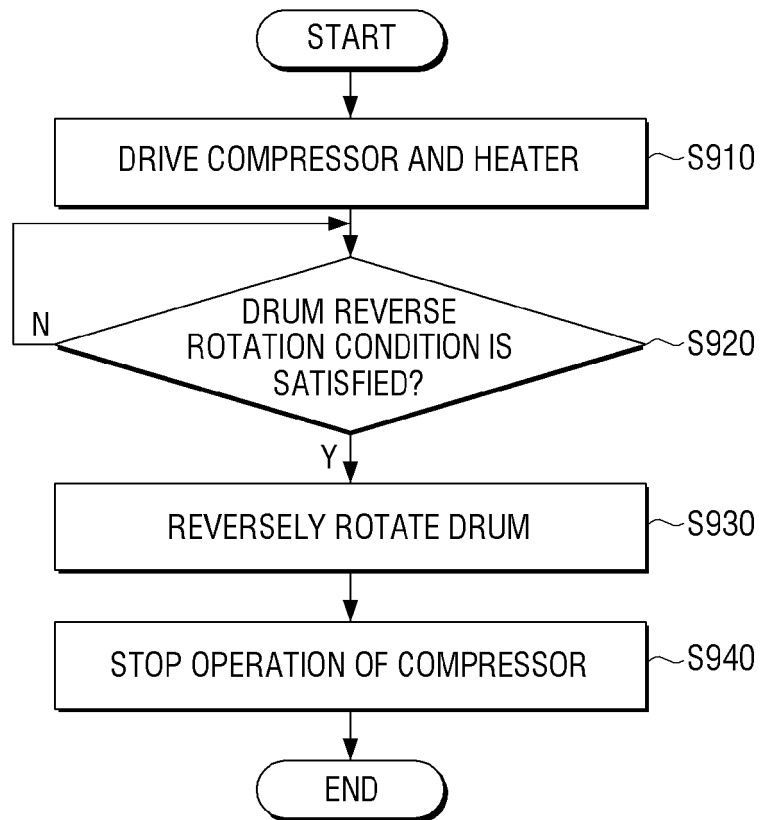 START
DRIVE COMPRESSOR AND HEATER
S910
N
DRUM REVERSE
ROTATION CONDITION IS
SATISFIED?
S920
Y
REVERSELY ROTATE DRUM
S930
STOP OPERATION OF COMPRESSOR
S940
END